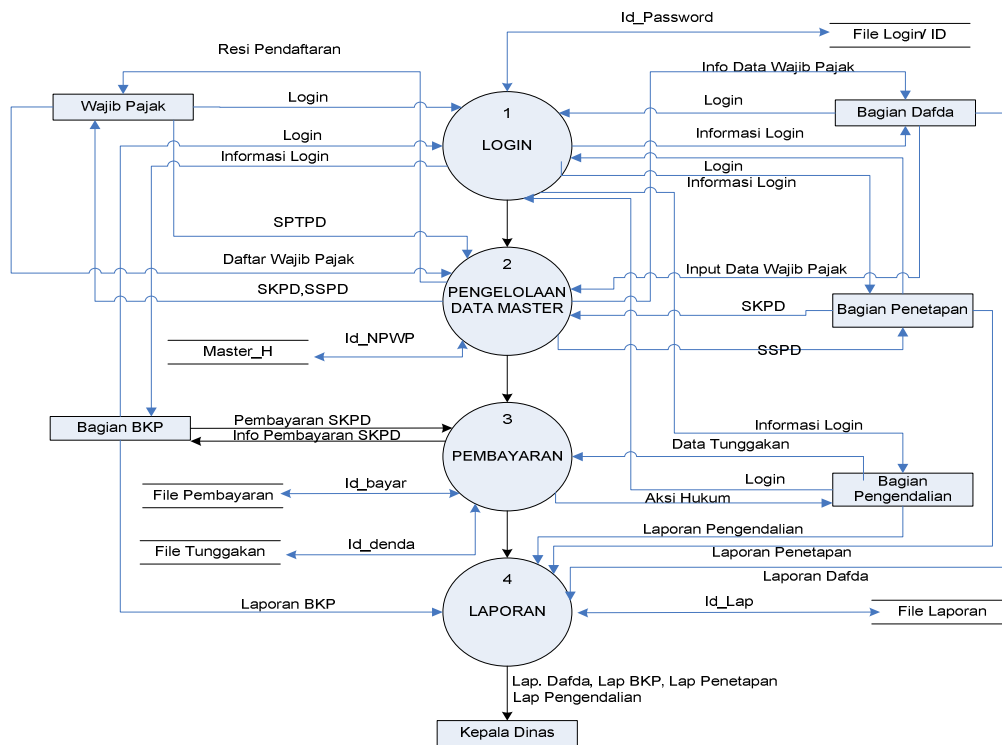 Id_Password
File Login/ ID
Resi Pendaftaran
Info Data Wajib Pajak
Wajib Pajak
Login
1
LOGIN
Login
Bagian Dafda
Login
Informasi Login
Informasi Login
Login
Informasi Login
SPTPD
Daftar Wajib Pajak
SKPD,SSPD
2
PENGELOLAAN
DATA MASTER
Input Data Wajib Pajak
SKPD
Bagian Penetapan
SSPD
Id_NPWP
Master_H
Bagian BKP
Pembayaran SKPD
Info Pembayaran SKPD
3
PEMBAYARAN
Informasi Login
Data Tunggakan
Login
Bagian
Pengendalian
Aksi Hukum
File Pembayaran
Id_bayar
File Tunggakan
Id_denda
Laporan Pengendalian
Laporan Penetapan
Laporan Dafda
4
LAPORAN
Laporan BKP
Id_Lap
File Laporan
Lap. Dafda, Lap BKP, Lap Penetapan
Lap Pengendalian
Kepala Dinas